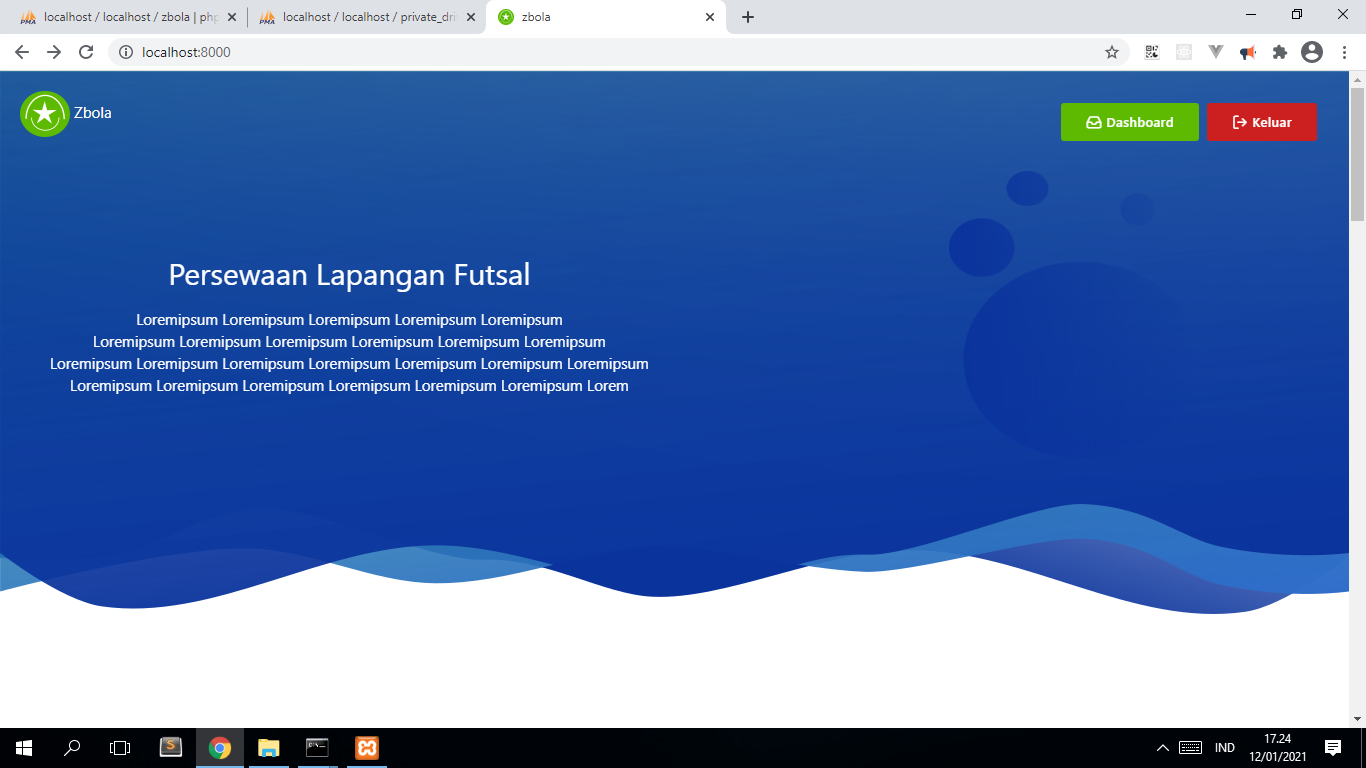 localhost / localhost / zbola | php
localhost / localhost / private_dri
zbola
localhost:8000
Zbola
Dashboard
Keluar
Persewaan Lapangan Futsal
Loremipsum Loremipsum Loremipsum Loremipsum Loremipsum
Loremipsum Loremipsum Loremipsum Loremipsum Loremipsum Loremipsum
Loremipsum Loremipsum Loremipsum Loremipsum Loremipsum Loremipsum Loremipsum
Loremipsum Loremipsum Loremipsum Loremipsum Loremipsum Loremipsum Lorem
IND
17.24
12/01/2021